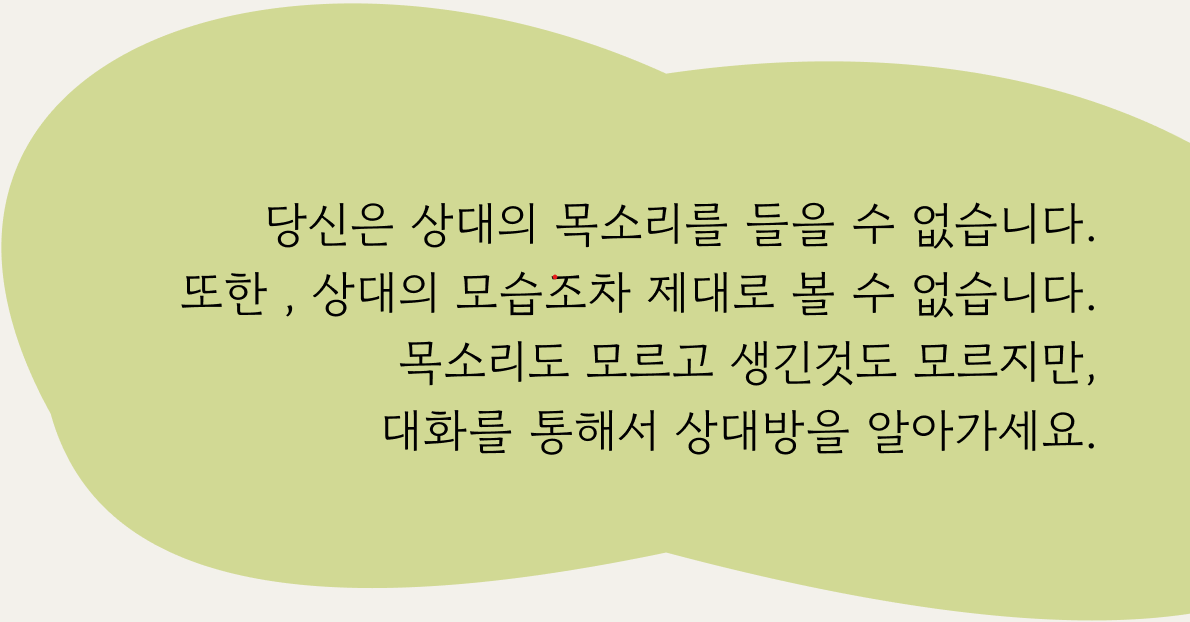 당신은 상대의 목소리를 들을 수 없습니다.
또한 , 상대의 모습조차 제대로 볼 수 없습니다.
목소리도 모르고 생긴것도 모르지만,
대화를 통해서 상대방을 알아가세요.